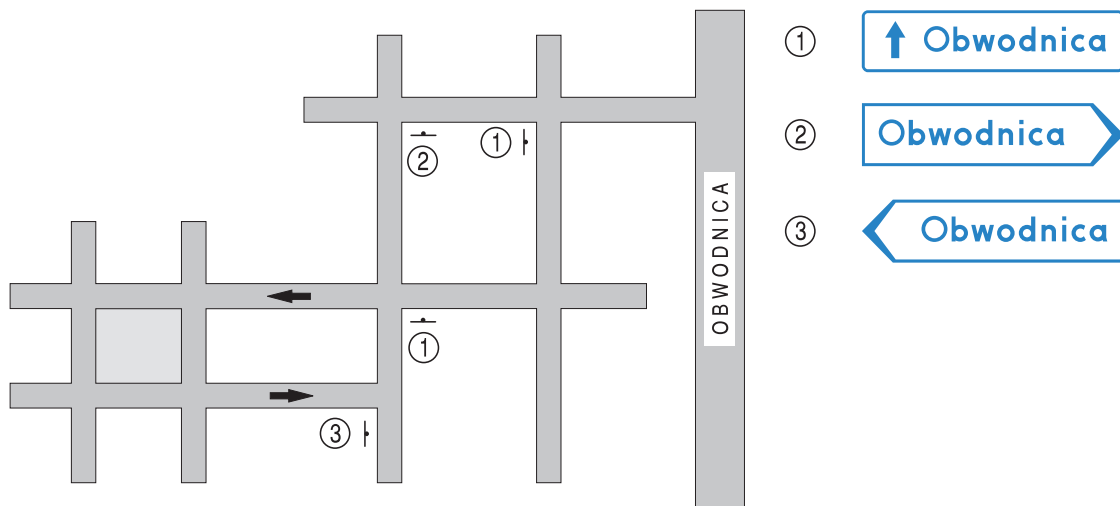 ① ↑ Obwodnica
② Obwodnica
③ Obwodnica
① 
②
OBWODNICA
①
③